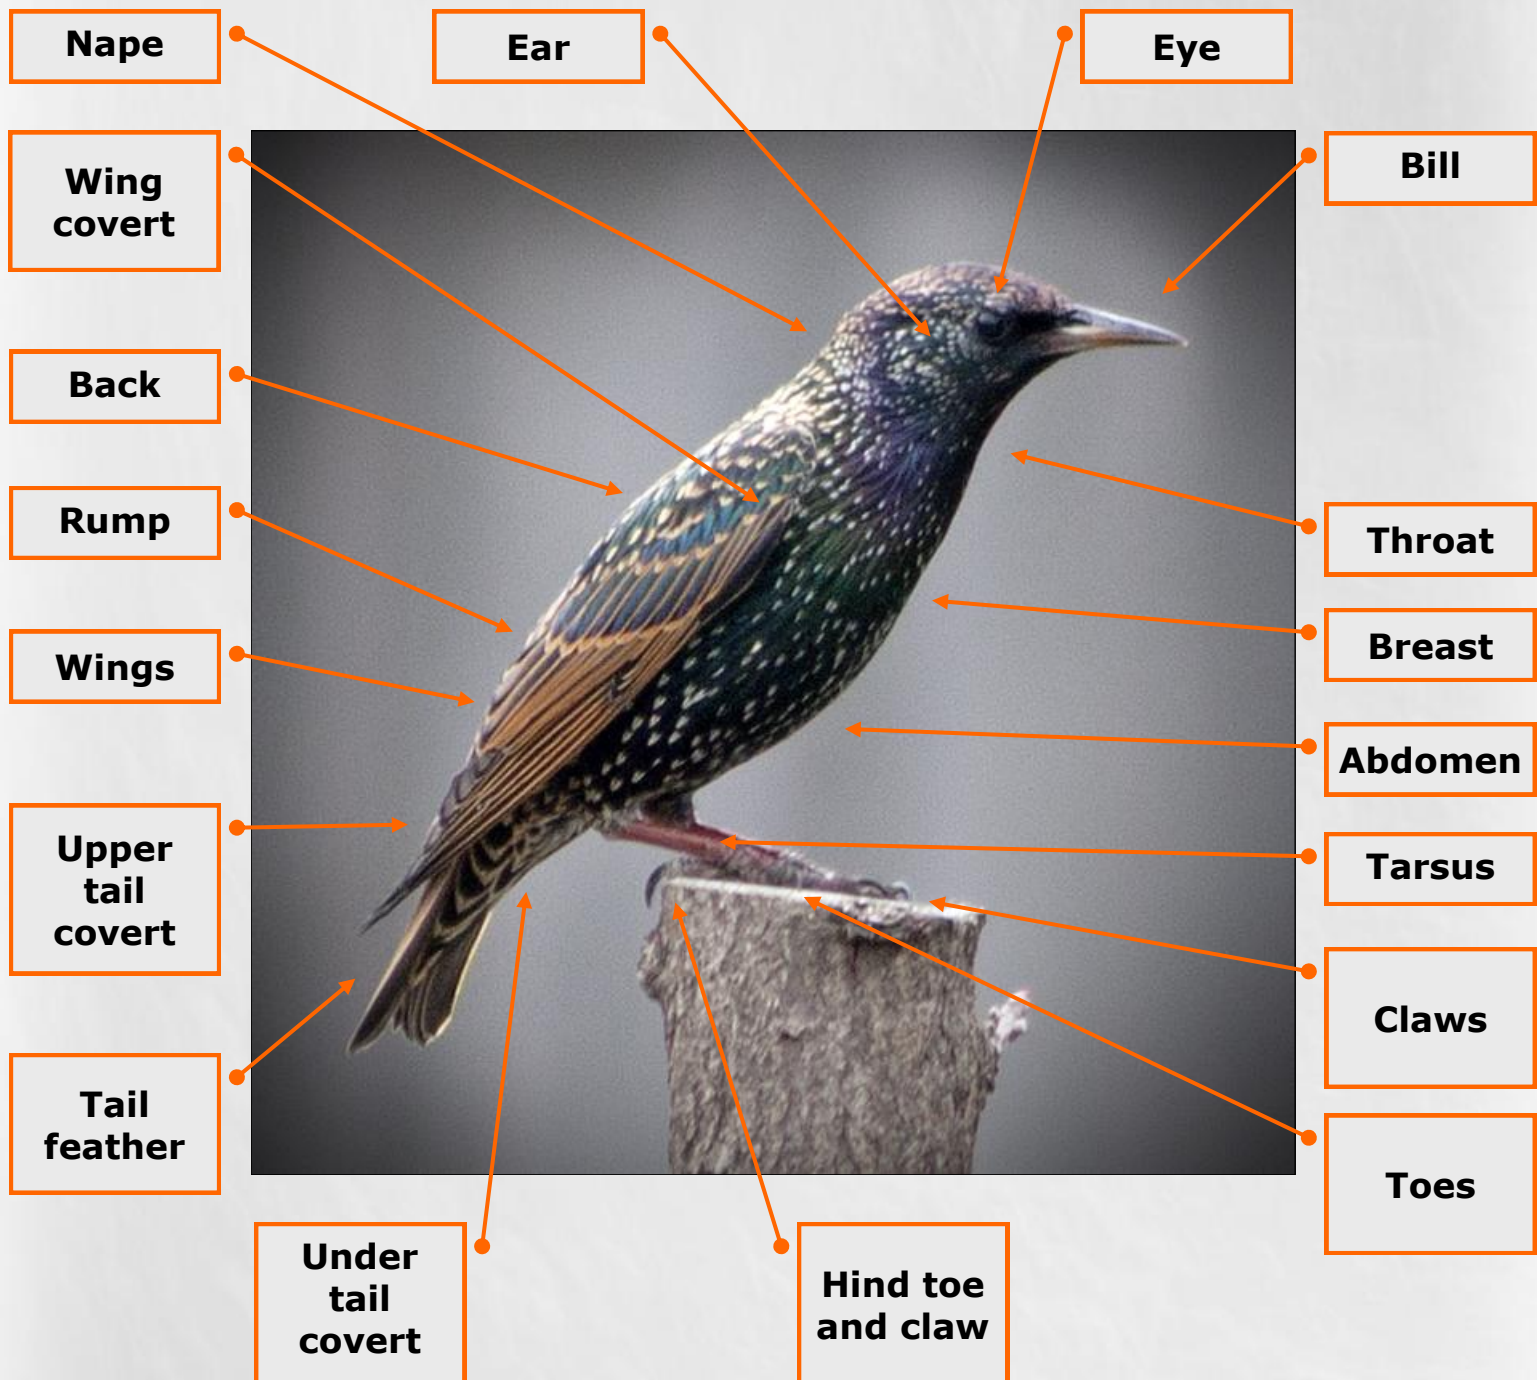 Nape
Ear
Eye
Wing
covert
Bill
Back
Rump
Throat
Wings
Breast
Abdomen
Upper
tail
covert
Tarsus
Claws
Tail
feather
Toes
Under
tail
covert
Hind toe
and claw